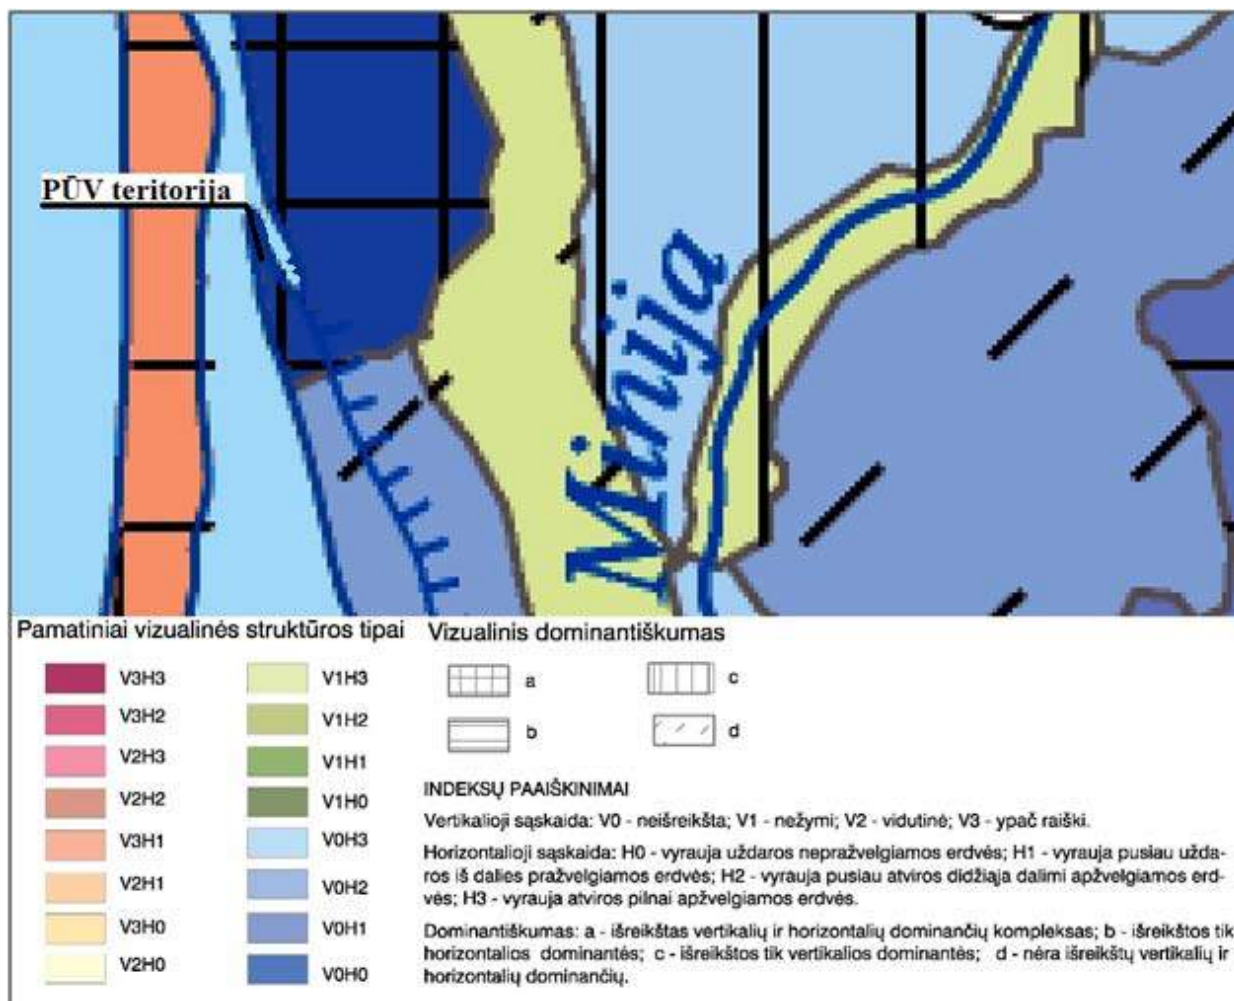 PŪV teritorija
Minija
Pamatiniai vizualinės struktūros tipai
V3H3
V3H2
V2H3
V2H2
V3H1
V2H1
V3H0
V2H0
V1H3
V1H2
V1H1
V1H0
V0H3
V0H2
V0H1
V0H0
Vizualinis dominantiškumas
a
c
b
d
INDEKSŲ PAAIŠKINIMAI
Vertikalioji sąskaida: V0 - neišreikšta; V1 - nežymi; V2 - vidutinė; V3 - ypač raiški.
Horizontalioji sąskaida: H0 - vyrauja uždaros nepražvelgiamos erdvės; H1 - vyrauja pusiau užda-
ros iš dalies pražvelgiamos erdvės; H2 - vyrauja pusiau atviros didžiąja dalimi apžvelgiamos erd-
vės; H3 - vyrauja atviros pilnai apžvelgiamos erdvės.
Dominantiškumas: a - išreikštas vertikalių ir horizontalių dominančių kompleksas; b - išreikštos tik
horizontalios dominantės; c - išreikštos tik vertikalios dominantės; d - nėra išreikštų vertikalių ir
horizontalių dominančių.